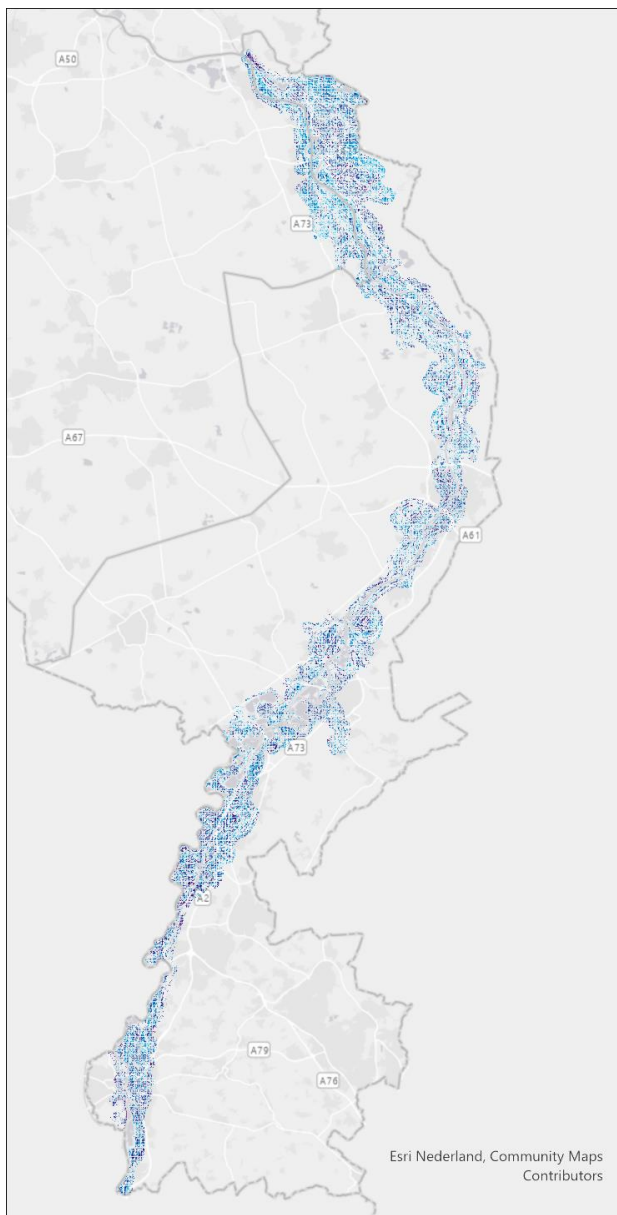 A50
A73
A67
A61
A73
A2
A79
A76
Esri Nederland, Community Maps
Contributors